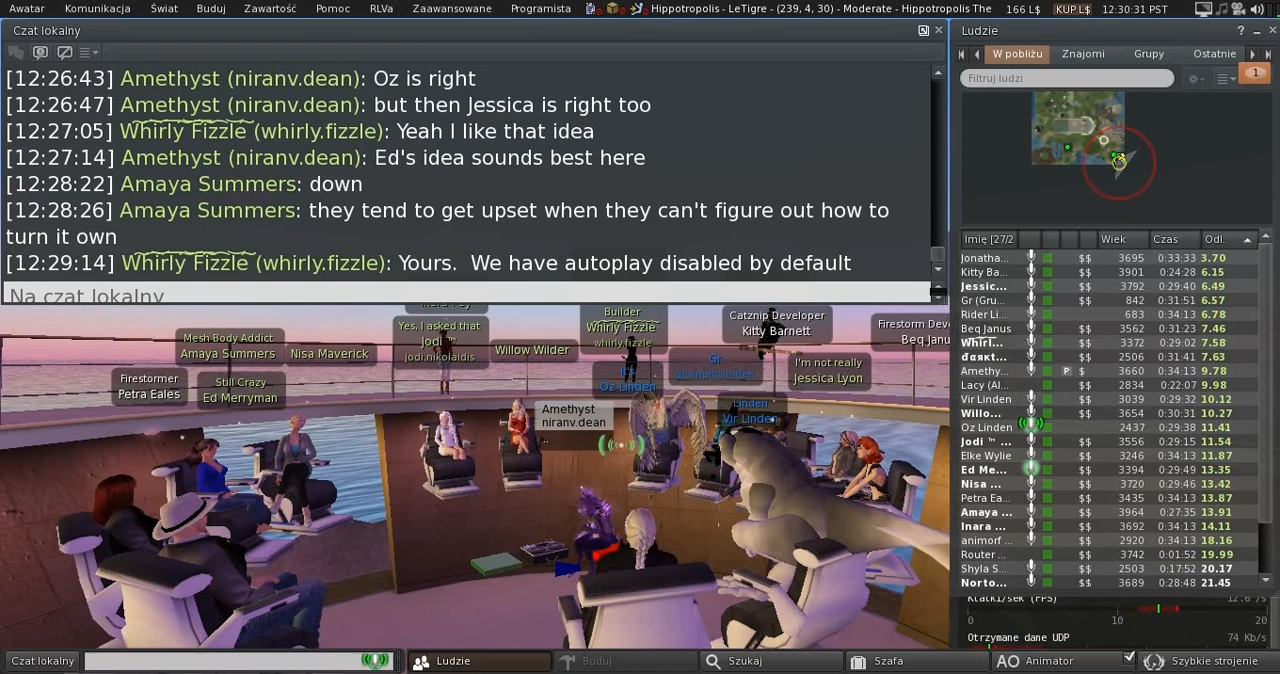 Awatar Komunikacja Świat Buduj Zawartość Pomoc RLVa Zaawansowane Programista Hippotropolis - LeTigre - (239, 4, 30) - Moderate - Hippotropolis The 166 L$ KUP L$ 12:30:31 PST
Czat lokalny
[12:26:43] Amethyst (niranv.dean): Oz is right
[12:26:47] Amethyst (niranv.dean): but then Jessica is right too
[12:27:05] Whirly Fizzle (whirly.fizzle): Yeah I like that idea
[12:27:14] Amethyst (niranv.dean): Ed's idea sounds best here
[12:28:22] Amaya Summers: down
[12:28:26] Amaya Summers: they tend to get upset when they can't figure out how to
turn it own
[12:29:14] Whirly Fizzle (whirly.fizzle): Yours. We have autoplay disabled by default
Na czat lokalny
Mesh Body Addict
Amaya Summers
Nisa Maverick
Firestormer
Petra Eales
Still Crazy
Ed Merryman
Yes, I asked that
Jodi ™
jodi.nikolaidis
Willow Wilder
Builder
Whirly Fizzle
whirly.fizzle
It's
Oz Linden
Amethyst
niranv.dean
Gr
grumpity.linden
Catznip Developer
Kitty Barnett
Firestorm Deve
Beq Janu
I'm not really
Jessica Lyon
Linden
Vir Linden
Ludzie
? _ ×
W pobliżu Znajomi Grupy Ostatnie
1
Filtruj ludzi
Imię [27/2 Wiek Czas Odl.
Jonatha... $$ 3695 0:33:33 3.70
Kitty Ba... $$ 3901 0:24:28 6.15
Jessic... $$ 3792 0:29:40 6.49
Gr (Gru... $$ 842 0:31:51 6.57
Rider Li... 683 0:34:13 6.78
Beq Janus $$ 3562 0:31:23 7.46
Whirl... $$ 3372 0:29:02 7.58
$$ 2506 0:31:41 7.63
Amethy... P $$ 3660 0:34:13 9.78
Lacy (Al... $$ 2834 0:22:07 9.98
Vir Linden 3039 0:29:32 10.12
Willo... $$ 3654 0:30:31 10.27
Oz Linden 2437 0:29:38 11.41
Jodi ™ ... $$ 3556 0:29:15 11.54
Elke Wylie $$ 3246 0:34:13 11.87
Ed Me... $$ 3394 0:29:49 13.35
Nisa ... $$ 3720 0:29:46 13.42
Petra Ea... $$ 3435 0:34:13 13.87
Amaya ... $$ 3964 0:27:35 13.91
Inara ... $$ 3692 0:34:13 14.11
animorf ... $$ 2920 0:34:13 18.16
Router ... $$ 3742 0:01:52 19.99
Shyla S... $$ 2503 0:17:52 20.17
Norto... $$ 3689 0:28:48 21.45
Klatki/sek (FPS) 12.6 /s
0 10 20
Otrzymane dane UDP 74 Kb/s
Czat lokalny Ludzie Buduj Szukaj Szafa AO Animator Szybkie strojenie